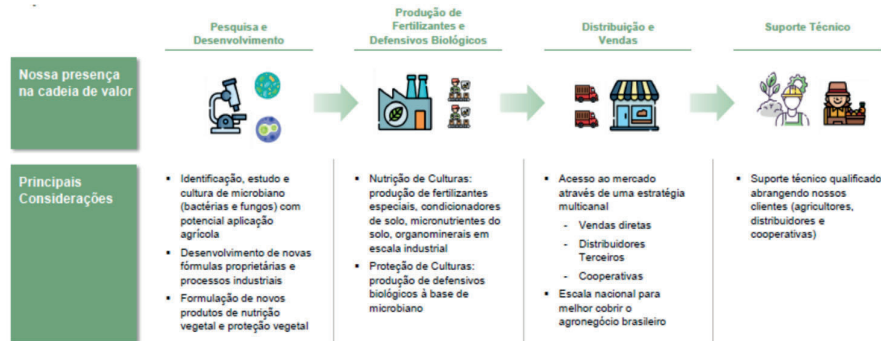 Pesquisa e
Desenvolvimento
Produção de
Fertilizantes e
Defensivos Biológicos
Distribuição e
Vendas
Suporte Técnico
Nossa presença
na cadeia de valor
Principais
Considerações
▪ Identificação, estudo e
cultura de microbiano
(bactérias e fungos) com
potencial aplicação
agrícola
▪ Desenvolvimento de novas
fórmulas proprietárias e
processos industriais
▪ Formulação de novos
produtos de nutrição
vegetal e proteção vegetal
▪ Nutrição de Culturas:
produção de fertilizantes
especiais, condicionadores
de solo, micronutrientes do
solo, organominerais em
escala industrial
▪ Proteção de Culturas:
produção de defensivos
biológicos à base de
microbiano
▪ Acesso ao mercado
através de uma estratégia
multicanal
- Vendas diretas
- Distribuidores
Terceiros
- Cooperativas
▪ Escala nacional para
melhor cobrir o
agronegócio brasileiro
▪ Suporte técnico qualificado
abrangendo nossos
clientes (agricultores,
distribuidores e
cooperativas)